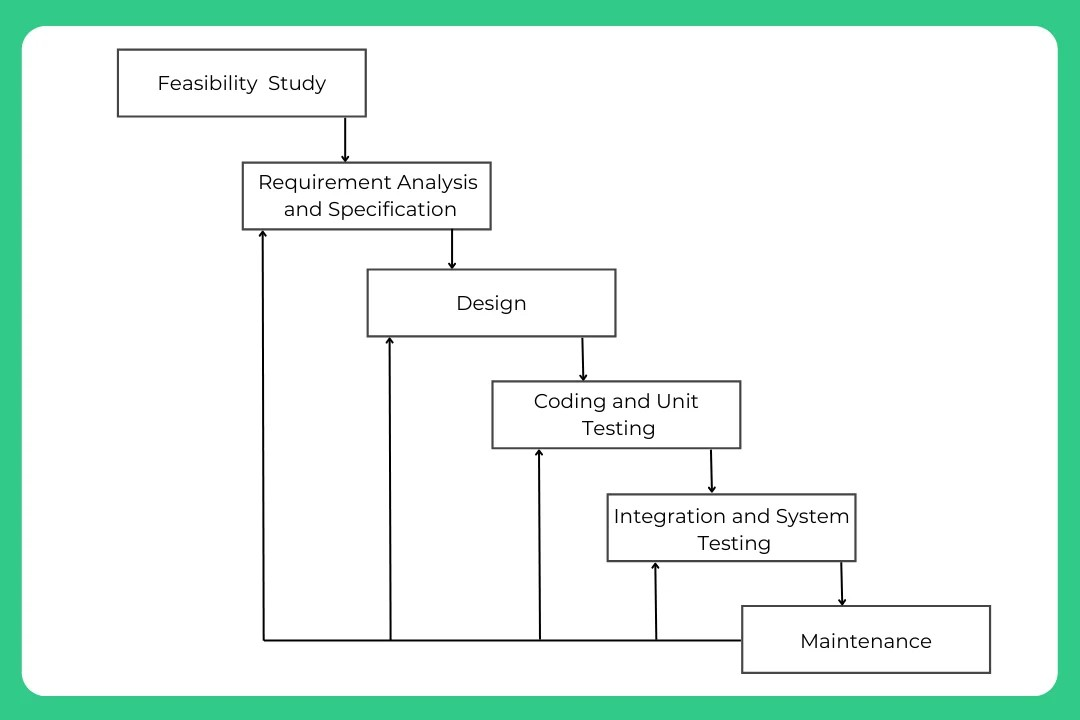 Feasibility  Study
Requirement Analysis
and Specification
Design
Coding and Unit
Testing
Integration and System
Testing
Maintenance